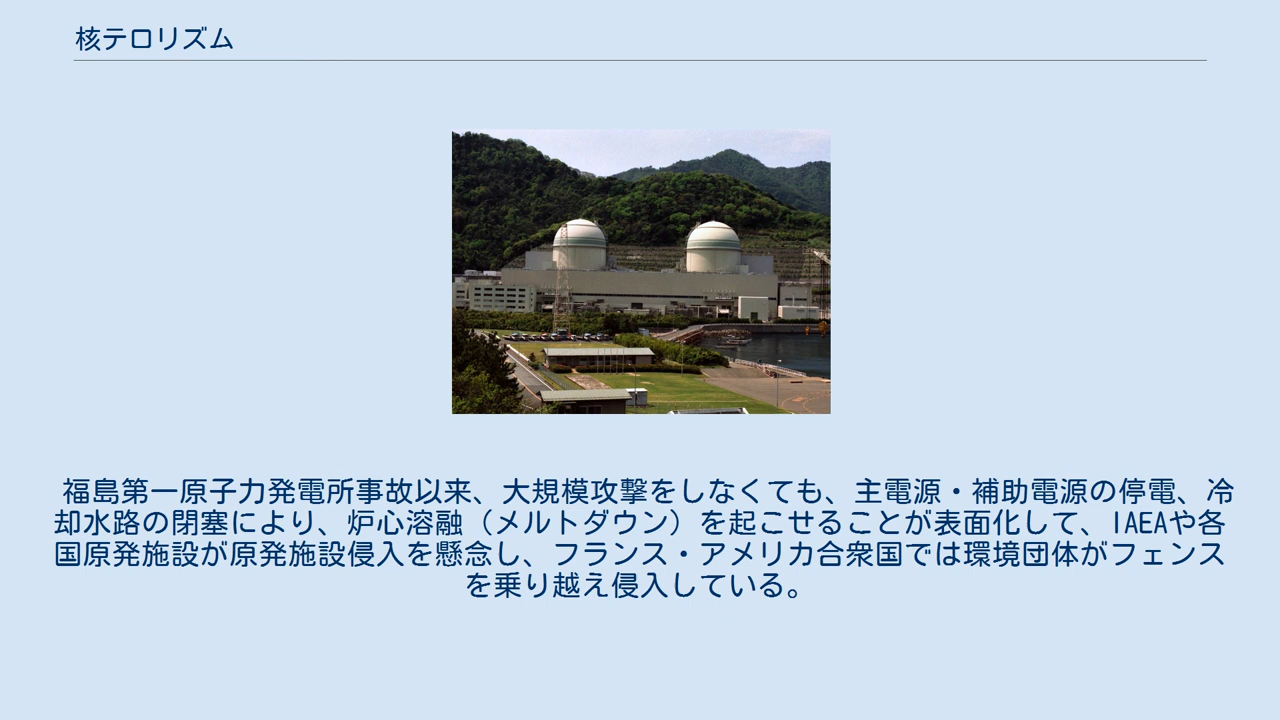 核テロリズム
福島第一原子力発電所事故以来、大規模攻撃をしなくても、主電源・補助電源の停電、冷
却水路の閉塞により、炉心溶融（メルトダウン）を起こせることが表面化して、IAEAや各
国原発施設が原発施設侵入を懸念し、フランス・アメリカ合衆国では環境団体がフェンス
を乗り越え侵入している。